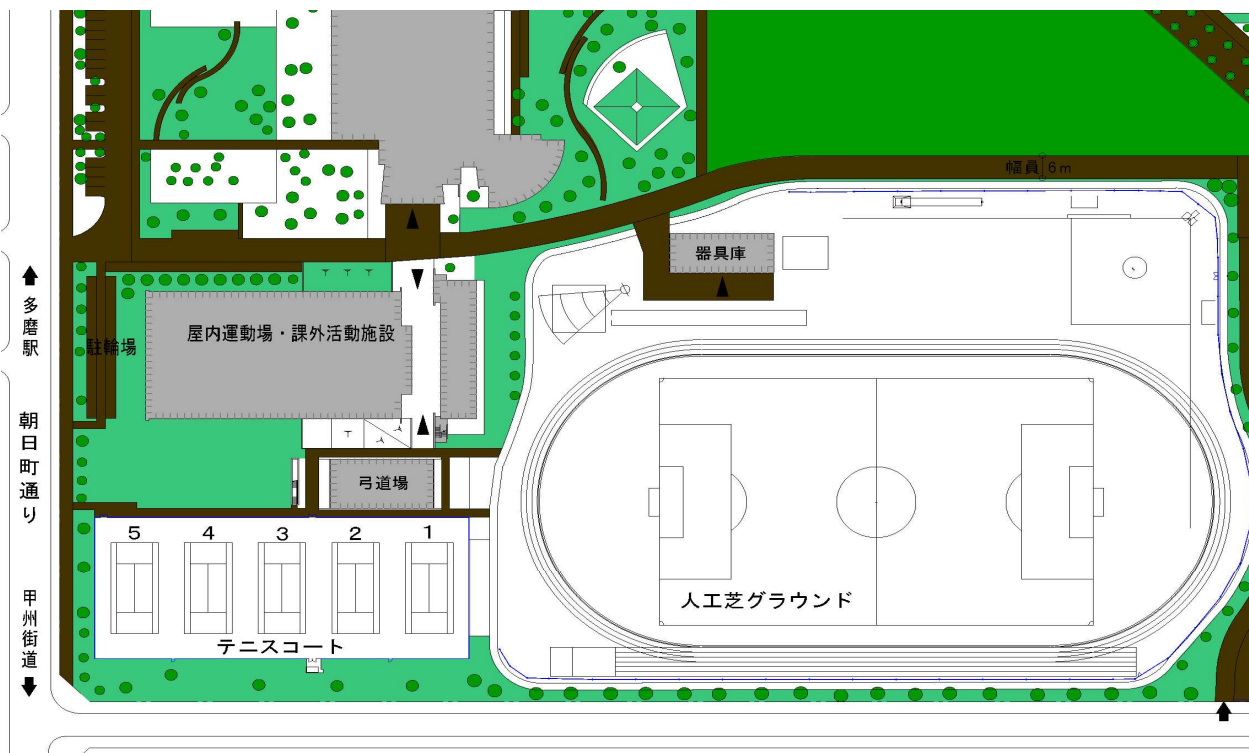 幅員 6m
器具庫
多磨駅
屋内運動場・課外活動施設
駐輪場
朝日町通り
弓道場
5 4 3 2 1
テニスコート
人工芝グラウンド
甲州街道